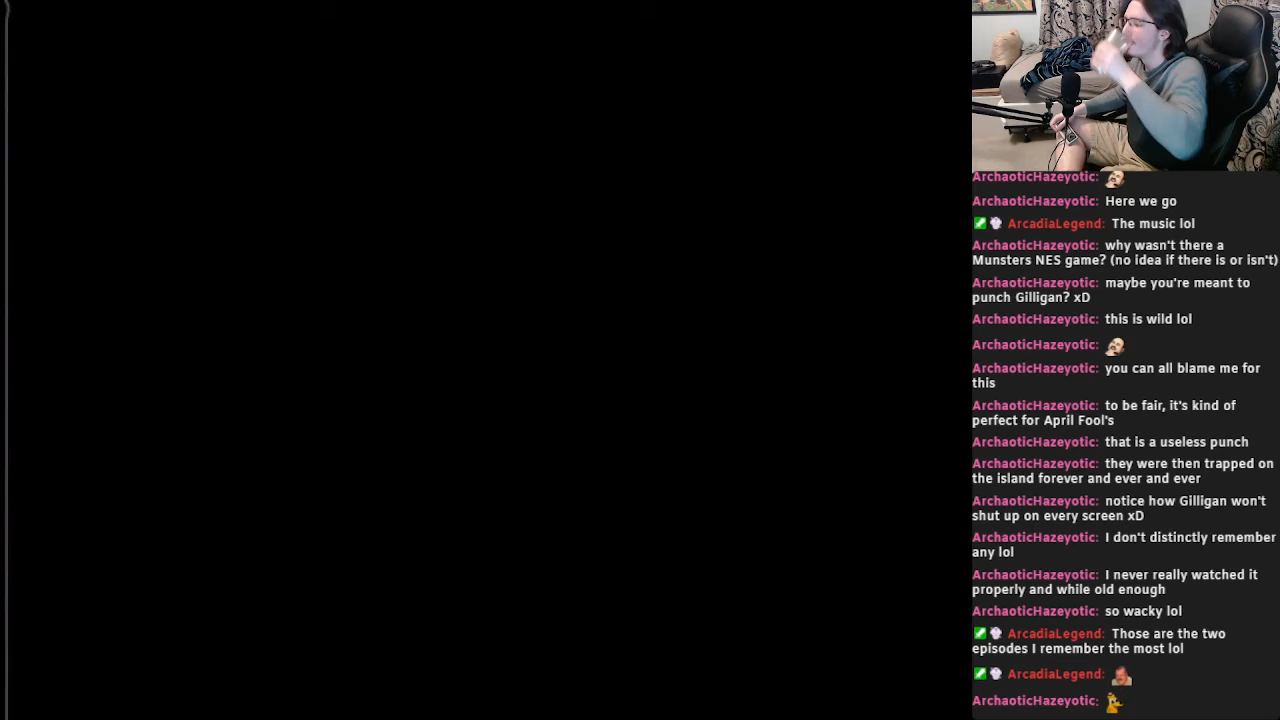 ArchaoticHazeyotic:
ArchaoticHazeyotic: Here we go
ArcadiaLegend: The music lol
ArchaoticHazeyotic: why wasn't there a
Munsters NES game? (no idea if there is or isn't)
ArchaoticHazeyotic: maybe you're meant to
punch Gilligan? xD
ArchaoticHazeyotic: this is wild lol
ArchaoticHazeyotic:
ArchaoticHazeyotic: you can all blame me for
this
ArchaoticHazeyotic: to be fair, it's kind of
perfect for April Fool's
ArchaoticHazeyotic: that is a useless punch
ArchaoticHazeyotic: they were then trapped on
the island forever and ever and ever
ArchaoticHazeyotic: notice how Gilligan won't
shut up on every screen xD
ArchaoticHazeyotic: I don't distinctly remember
any lol
ArchaoticHazeyotic: I never really watched it
properly and while old enough
ArchaoticHazeyotic: so wacky lol
ArcadiaLegend: Those are the two
episodes I remember the most lol
ArcadiaLegend:
ArchaoticHazeyotic: